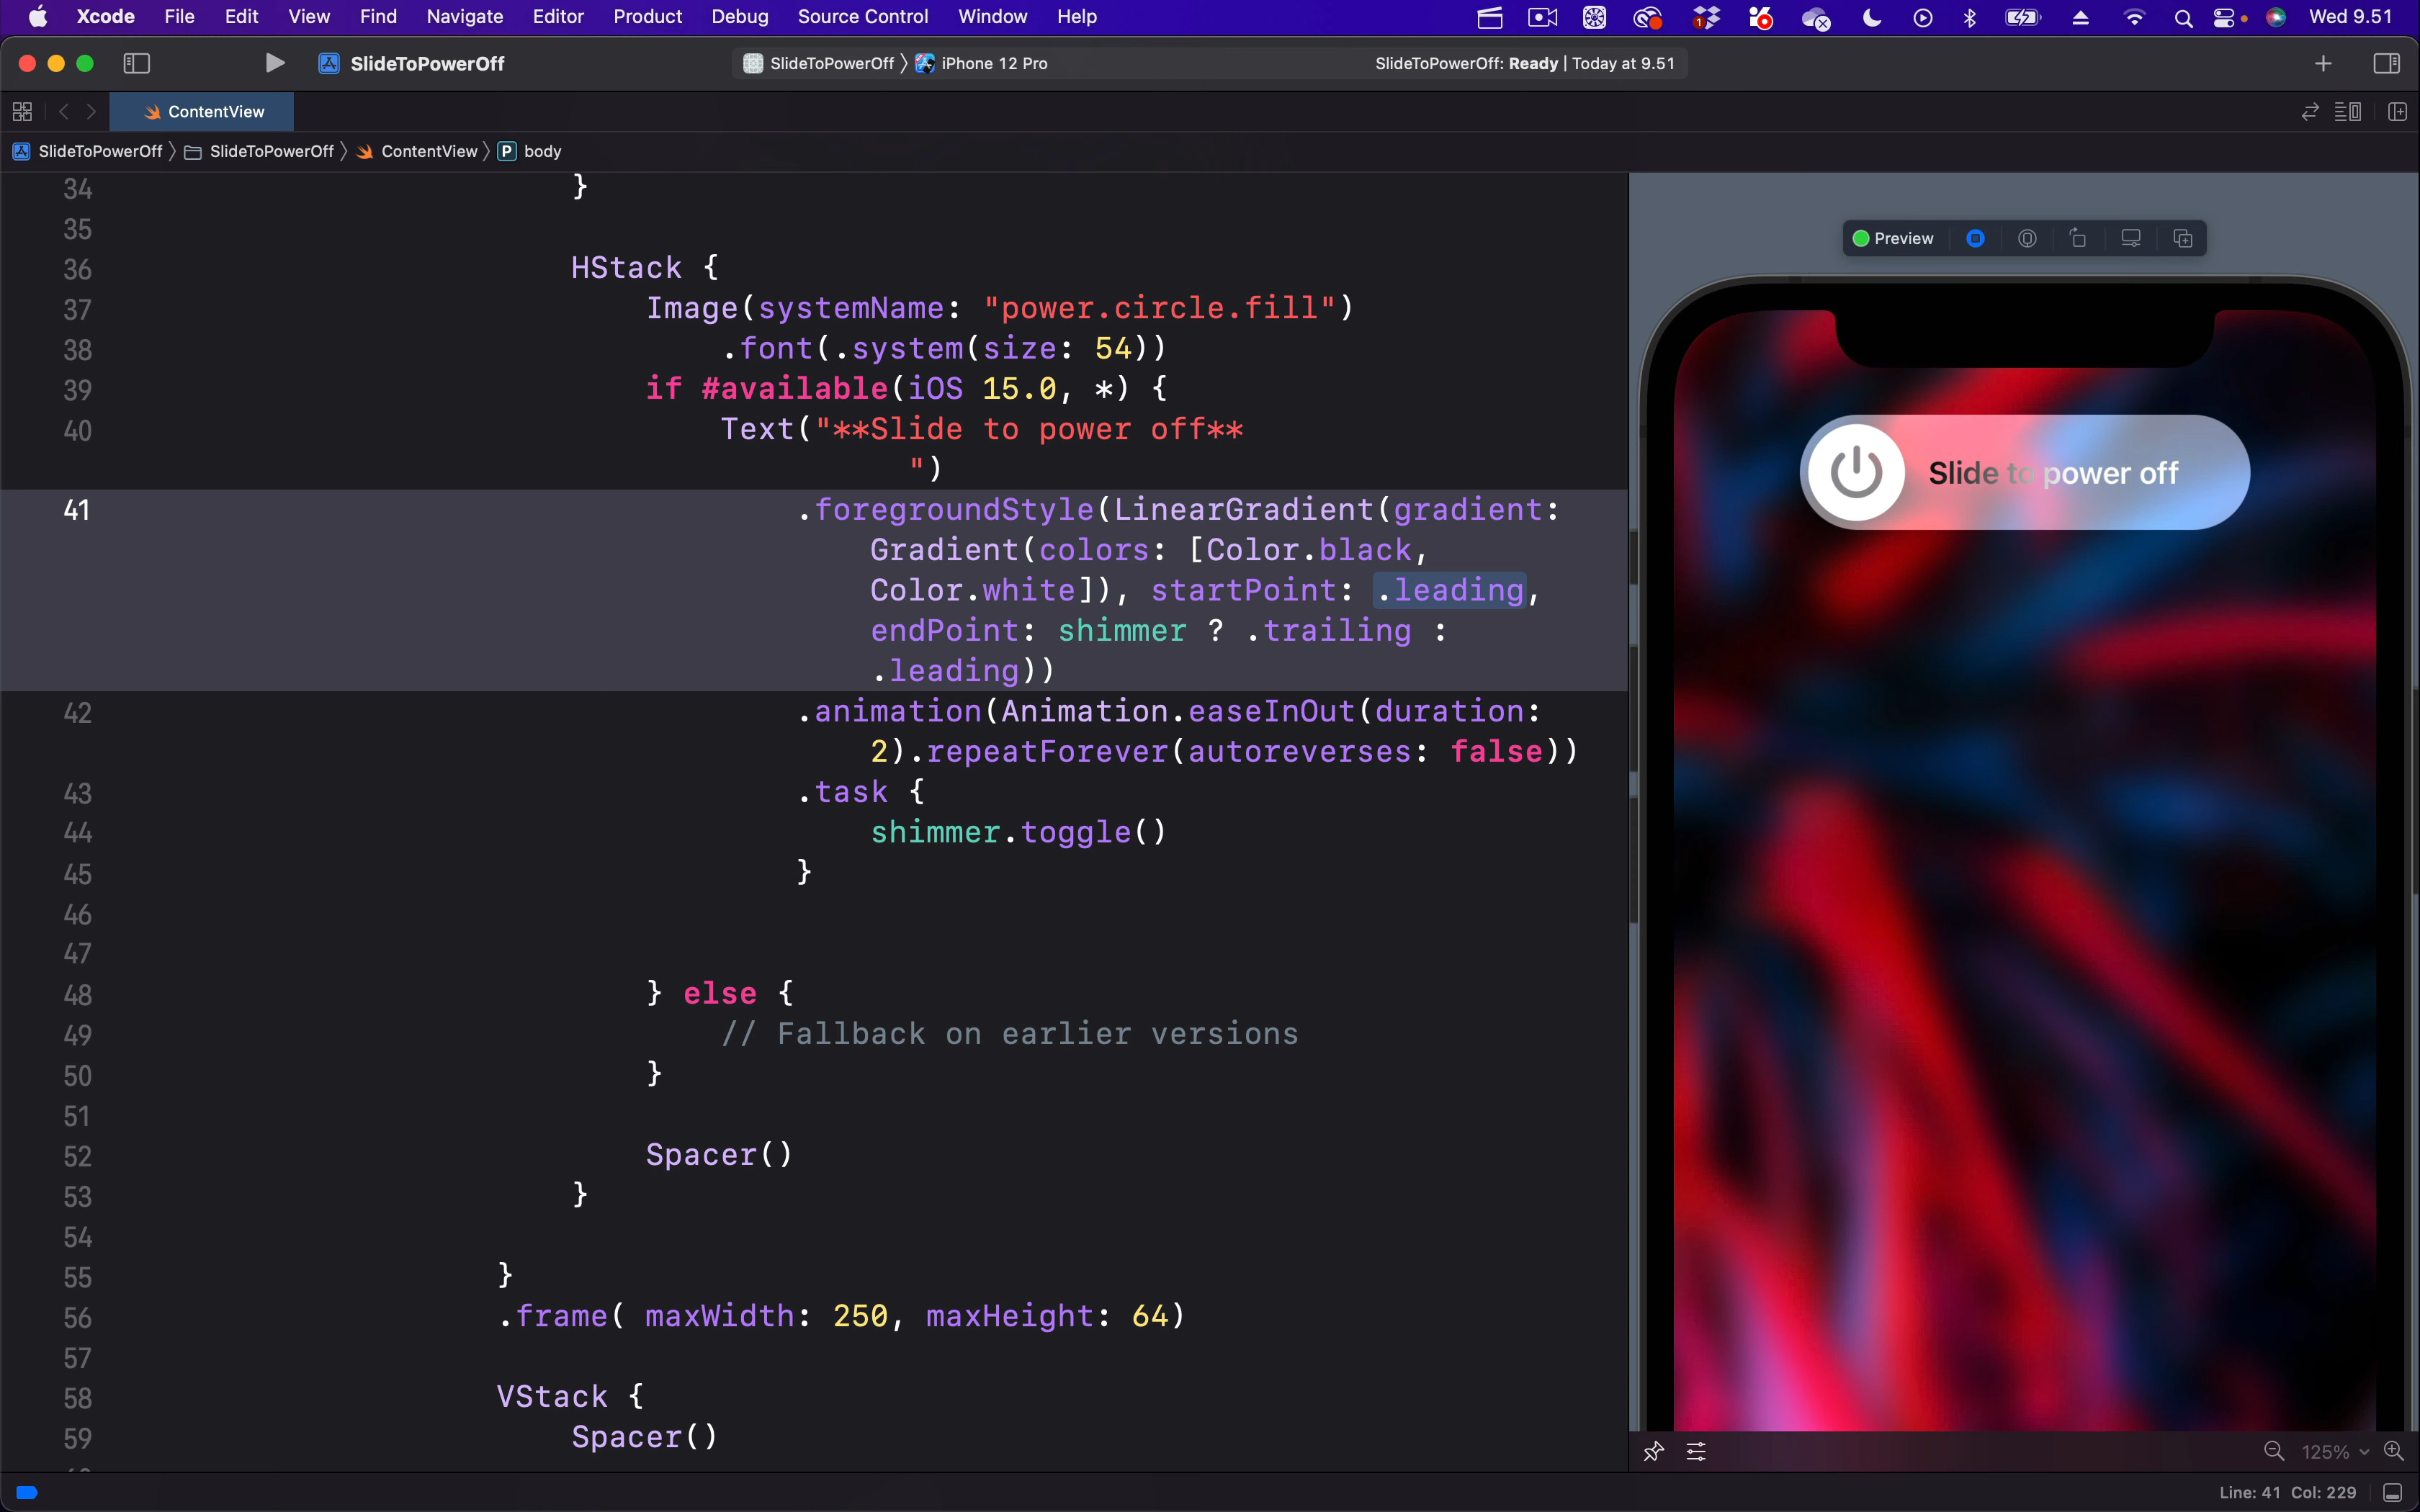 Xcode File Edit View Find Navigate Editor Product Debug Source Control Window Help Wed 9.51
SlideToPowerOff SlideToPowerOff 〉 iPhone 12 Pro SlideToPowerOff: Ready | Today at 9.51
ContentView
SlideToPowerOff 〉 SlideToPowerOff 〉 ContentView 〉 P body
34 }
35
36 HStack {
37 Image(systemName: "power.circle.fill")
38 .font(.system(size: 54))
39 if #available(iOS 15.0, *) {
40 Text("**Slide to power off**
")
41 .foregroundStyle(LinearGradient(gradient:
Gradient(colors: [Color.black,
Color.white]), startPoint: .leading,
endPoint: shimmer ? .trailing :
.leading))
42 .animation(Animation.easeInOut(duration:
2).repeatForever(autoreverses: false))
43 .task {
44 shimmer.toggle()
45 }
46
47
48 } else {
49 // Fallback on earlier versions
50 }
51
52 Spacer()
53 }
54
55 }
56 .frame( maxWidth: 250, maxHeight: 64)
57
58 VStack {
59 Spacer()
Preview
Slide to power off
125%
Line: 41 Col: 229